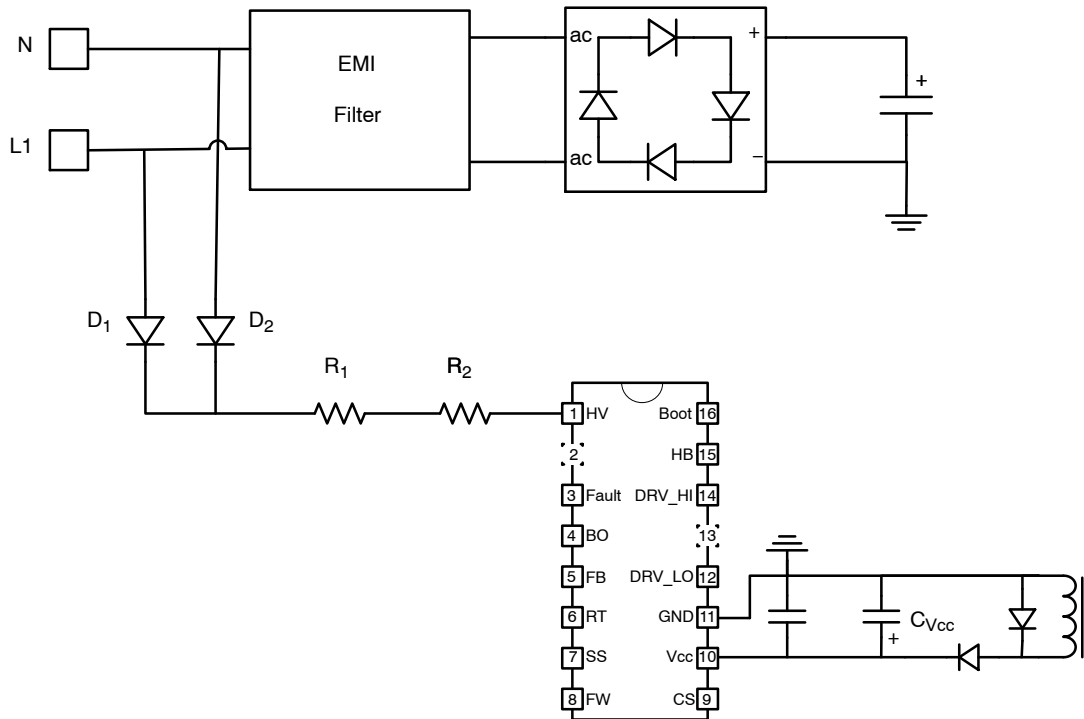 N
EMI
Filter
ac
+
+
L1
ac
−
D1
D2
R1
R2
1 HV
Boot 16
2
HB 15
3 Fault
DRV_HI 14
4 BO
13
5 FB
DRV_LO 12
6 RT
GND 11
CVcc
+
7 SS
Vcc 10
8 FW
CS 9